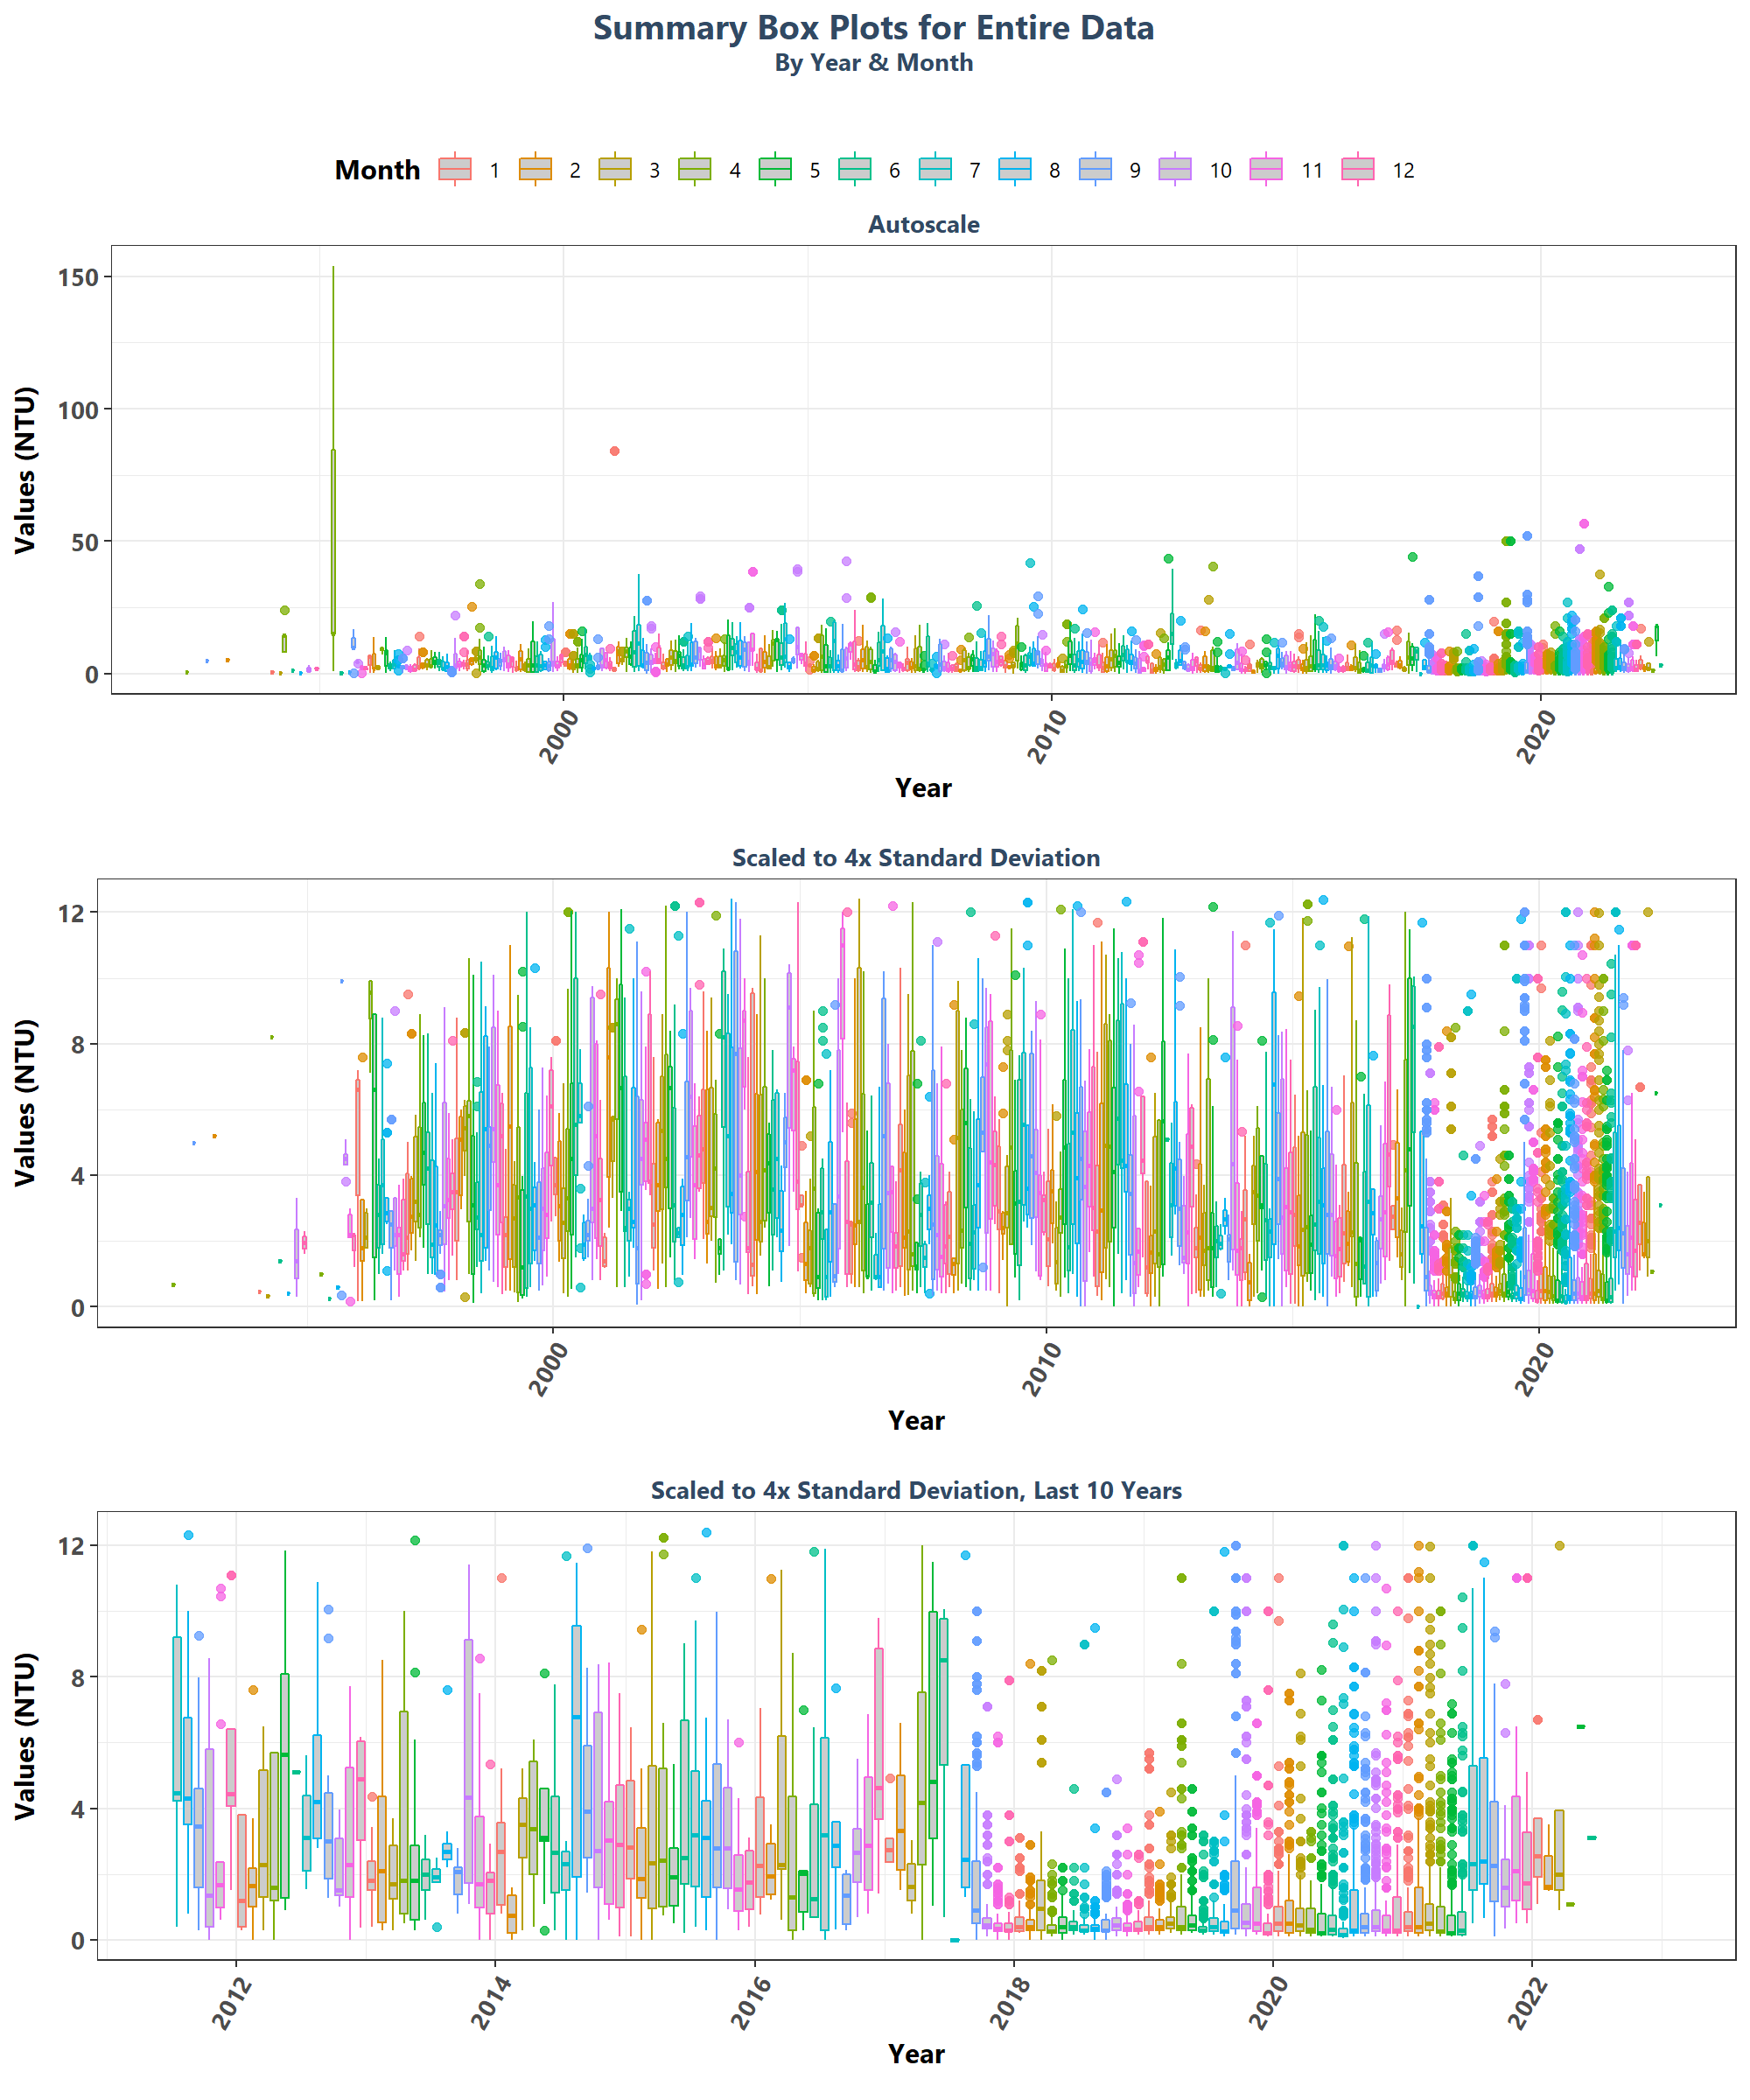 Summary Box Plots for Entire Data
By Year & Month
Month 1 2 3 4 5 6 7 8 9 10 11 12
Autoscale
Values (NTU)
150
100
50
0
2000 2010 2020
Year
Scaled to 4x Standard Deviation
Values (NTU)
12
8
4
0
2000 2010 2020
Year
Scaled to 4x Standard Deviation, Last 10 Years
Values (NTU)
12
8
4
0
2012 2014 2016 2018 2020 2022
Year